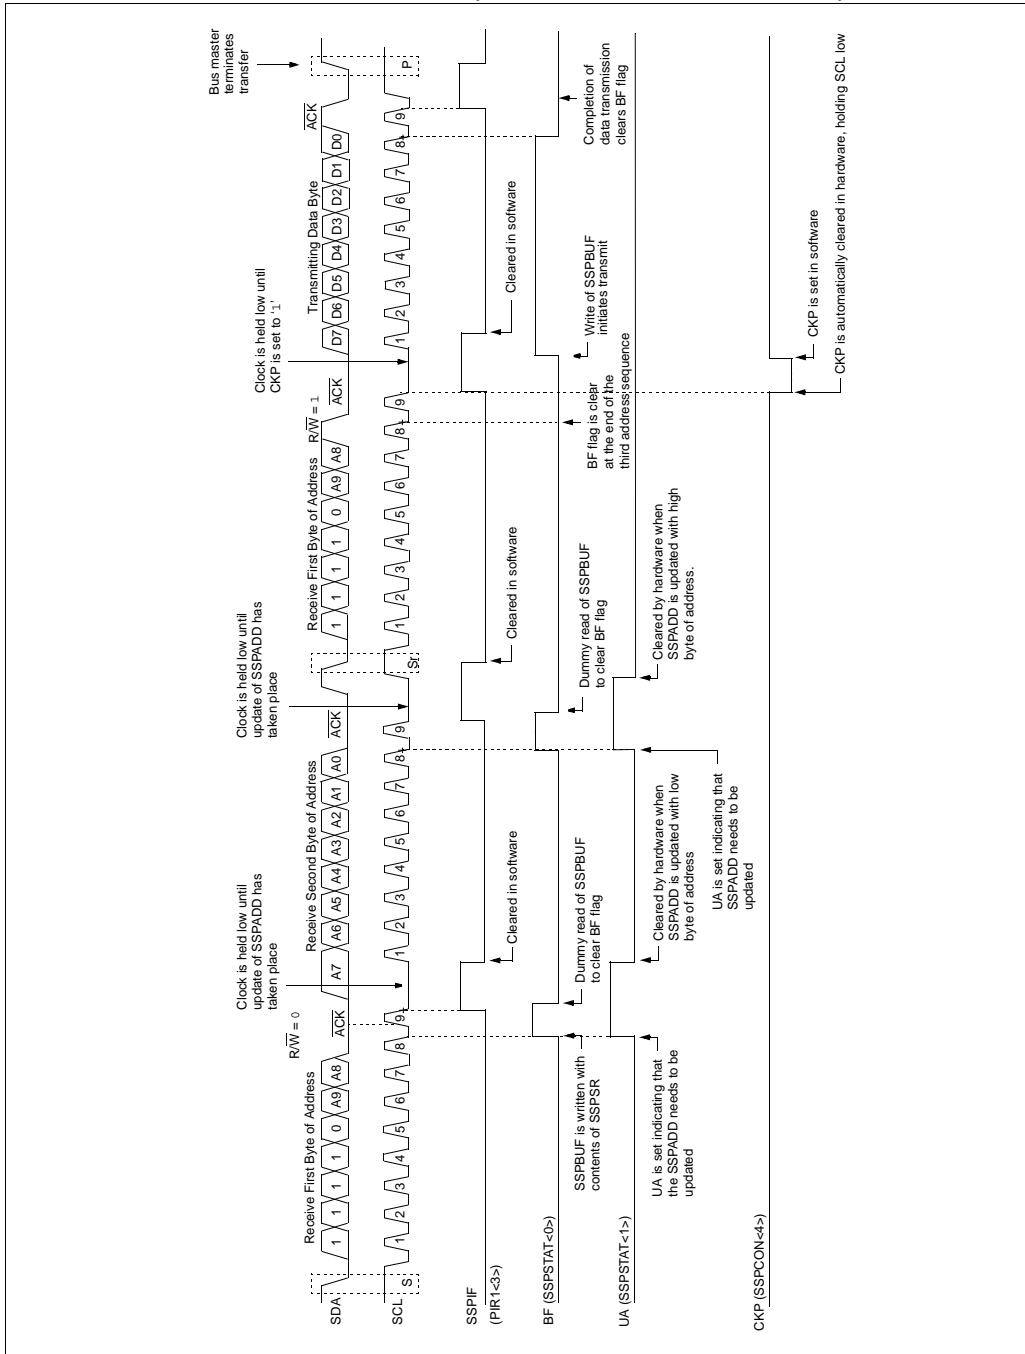 Bus master
terminates
transfer
Clock is held low until
CKP is set to ‘1’
Clock is held low until
update of SSPADD has
taken place
Clock is held low until
update of SSPADD has
taken place
R/W = 0
R/W = 1
Receive First Byte of Address
Receive Second Byte of Address
Receive First Byte of Address
Transmitting Data Byte
SDA
1 1 1 1 0 A9 A8 ACK A7 A6 A5 A4 A3 A2 A1 A0 ACK 1 1 1 1 0 A9 A8 ACK D7 D6 D5 D4 D3 D2 D1 D0 ACK
SCL
S 1 2 3 4 5 6 7 8 9 1 2 3 4 5 6 7 8 9 Sr 1 2 3 4 5 6 7 8 9 1 2 3 4 5 6 7 8 9 P
SSPIF
(PIR1<3>)
Cleared in software
Cleared in software
Cleared in software
BF (SSPSTAT<0>)
SSPBUF is written with
contents of SSPSR
Dummy read of SSPBUF
to clear BF flag
Dummy read of SSPBUF
to clear BF flag
BF flag is clear
at the end of the
third address sequence
Write of SSPBUF
initiates transmit
Completion of
data transmission
clears BF flag
UA (SSPSTAT<1>)
UA is set indicating that
the SSPADD needs to be
updated
Cleared by hardware when
SSPADD is updated with low
byte of address
UA is set indicating that
SSPADD needs to be
updated
Cleared by hardware when
SSPADD is updated with high
byte of address.
CKP (SSPCON<4>)
CKP is set in software
CKP is automatically cleared in hardware, holding SCL low